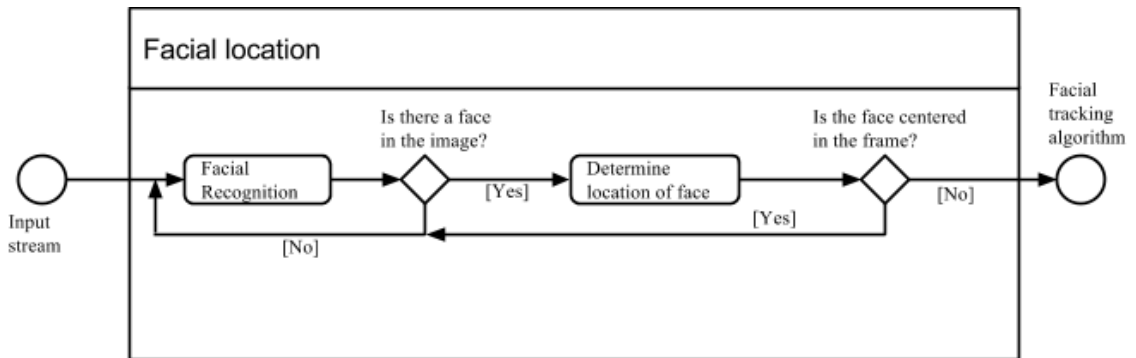 Facial location
Input
stream
Facial
Recognition
Is there a face
in the image?
[Yes]
[No]
Determine
location of face
Is the face centered
in the frame?
[Yes]
[No]
Facial
tracking
algorithm